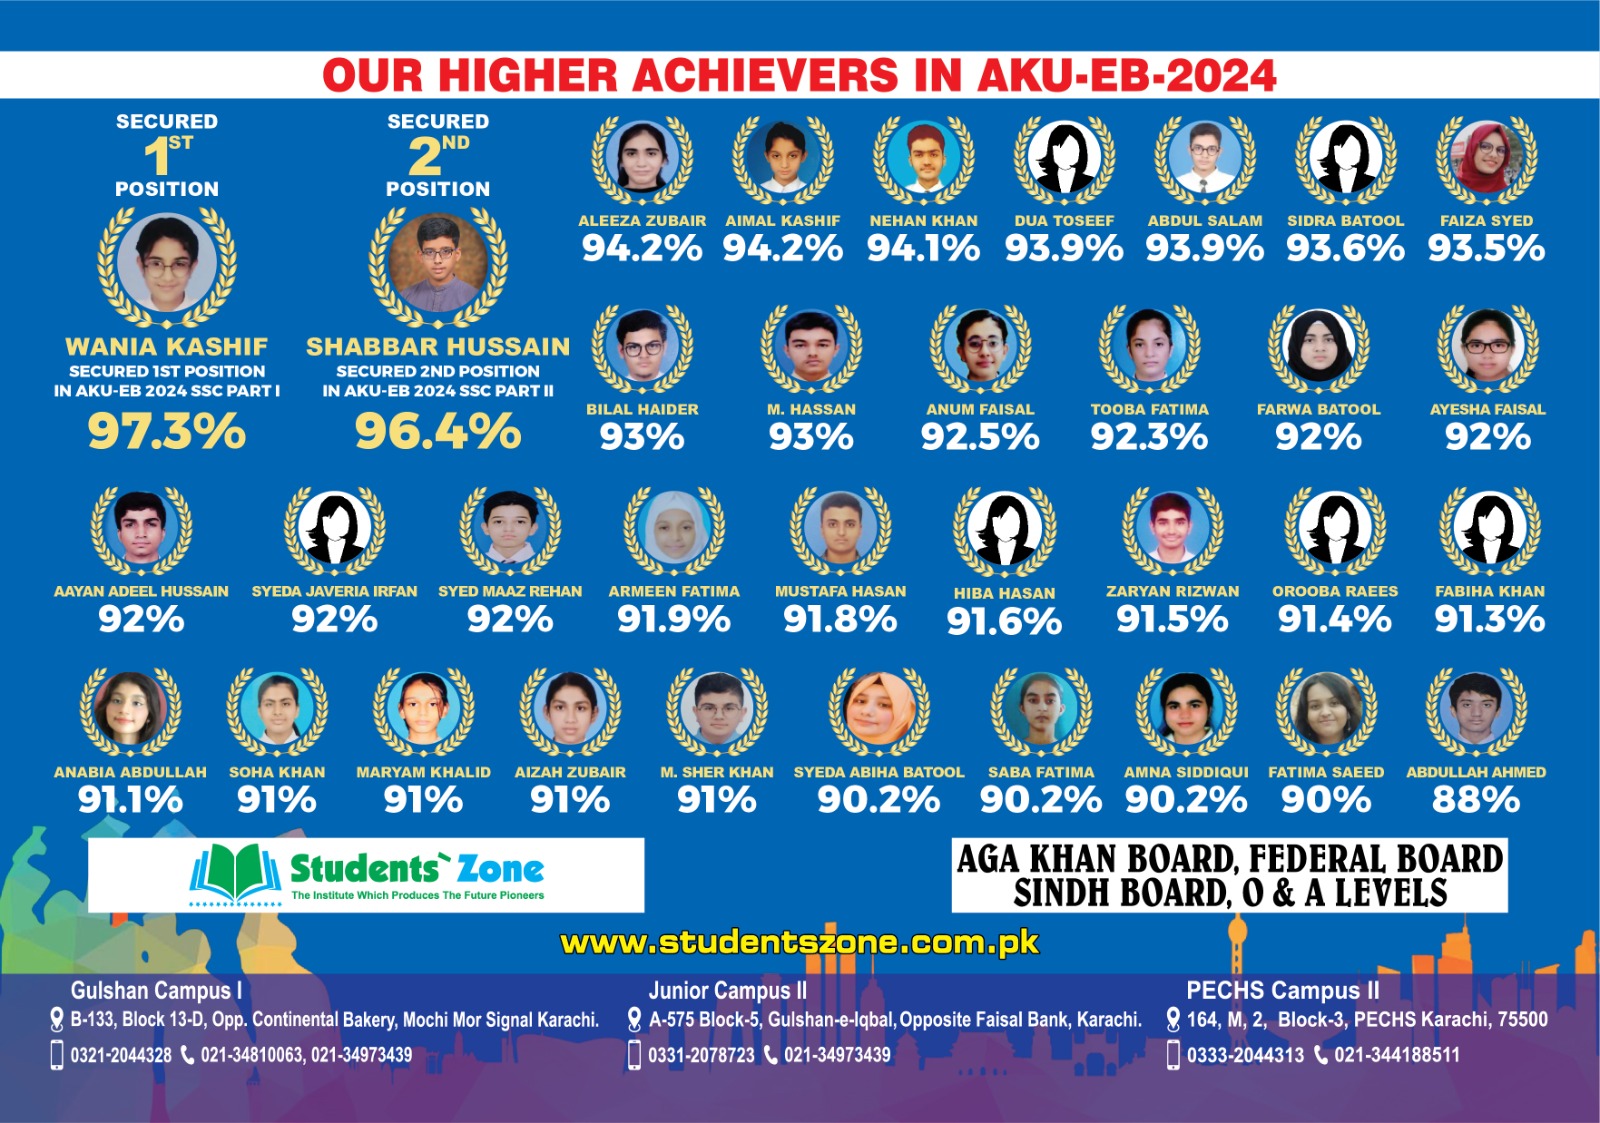 OUR HIGHER ACHIEVERS IN AKU-EB-2024
SECURED
1ST
POSITION
WANIA KASHIF
SECURED 1ST POSITION
IN AKU-EB 2024 SSC PART I
97.3%
SECURED
2ND
POSITION
SHABBAR HUSSAIN
SECURED 2ND POSITION
IN AKU-EB 2024 SSC PART II
96.4%
ALEEZA ZUBAIR
94.2%
AIMAL KASHIF
94.2%
NEHAN KHAN
94.1%
DUA TOSEEF
93.9%
ABDUL SALAM
93.9%
SIDRA BATOOL
93.6%
FAIZA SYED
93.5%
BILAL HAIDER
93%
M. HASSAN
93%
ANUM FAISAL
92.5%
TOOBA FATIMA
92.3%
FARWA BATOOL
92%
AYESHA FAISAL
92%
AAYAN ADEEL HUSSAIN
92%
SYEDA JAVERIA IRFAN
92%
SYED MAAZ REHAN
92%
ARMEEN FATIMA
91.9%
MUSTAFA HASAN
91.8%
HIBA HASAN
91.6%
ZARYAN RIZWAN
91.5%
OROOBA RAEES
91.4%
FABIHA KHAN
91.3%
ANABIA ABDULLAH
91.1%
SOHA KHAN
91%
MARYAM KHALID
91%
AIZAH ZUBAIR
91%
M. SHER KHAN
91%
SYEDA ABIHA BATOOL
90.2%
SABA FATIMA
90.2%
AMNA SIDDIQUI
90.2%
FATIMA SAEED
90%
ABDULLAH AHMED
88%
Students` Zone
The Institute Which Produces The Future Pioneers
AGA KHAN BOARD, FEDERAL BOARD
SINDH BOARD, O & A LEVELS
www.studentszone.com.pk
Gulshan Campus I
B-133, Block 13-D, Opp. Continental Bakery, Mochi Mor Signal Karachi.
0321-2044328 021-34810063, 021-34973439
Junior Campus II
A-575 Block-5, Gulshan-e-Iqbal, Opposite Faisal Bank, Karachi.
0331-2078723 021-34973439
PECHS Campus II
164, M, 2, Block-3, PECHS Karachi, 75500
0333-2044313 021-344188511